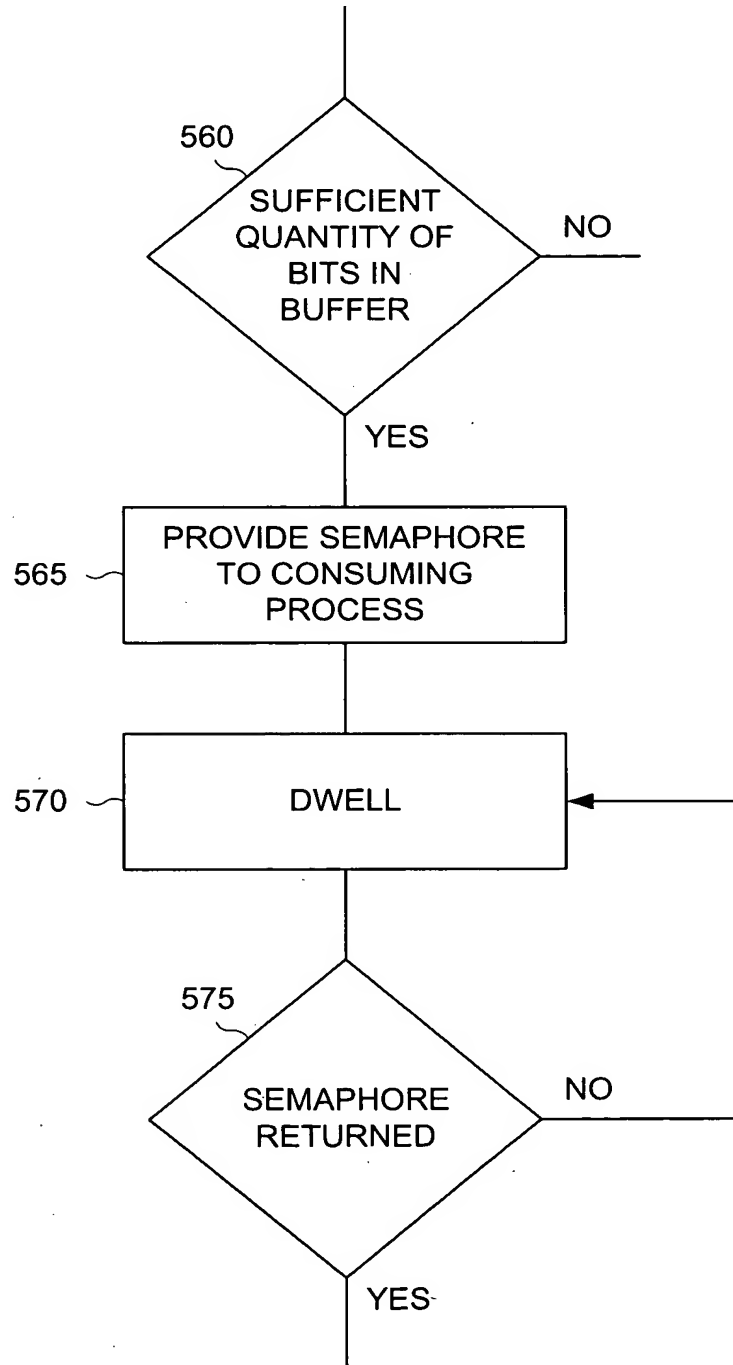 560
SUFFICIENT
QUANTITY OF
BITS IN
BUFFER
NO
YES
565
PROVIDE SEMAPHORE
TO CONSUMING
PROCESS
570
DWELL
575
SEMAPHORE
RETURNED
NO
YES